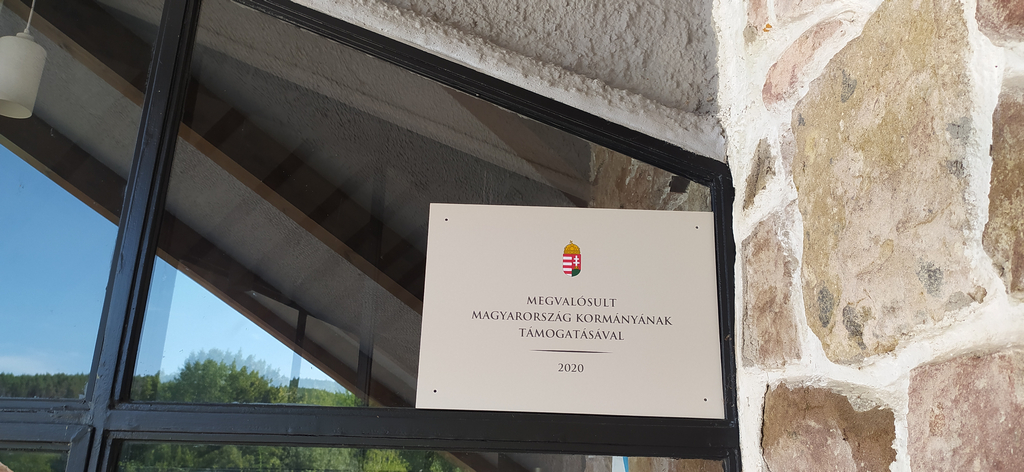 MEGVALÓSULT
MAGYARORSZÁG KORMÁNYÁNAK
TÁMOGATÁSÁVAL
2020